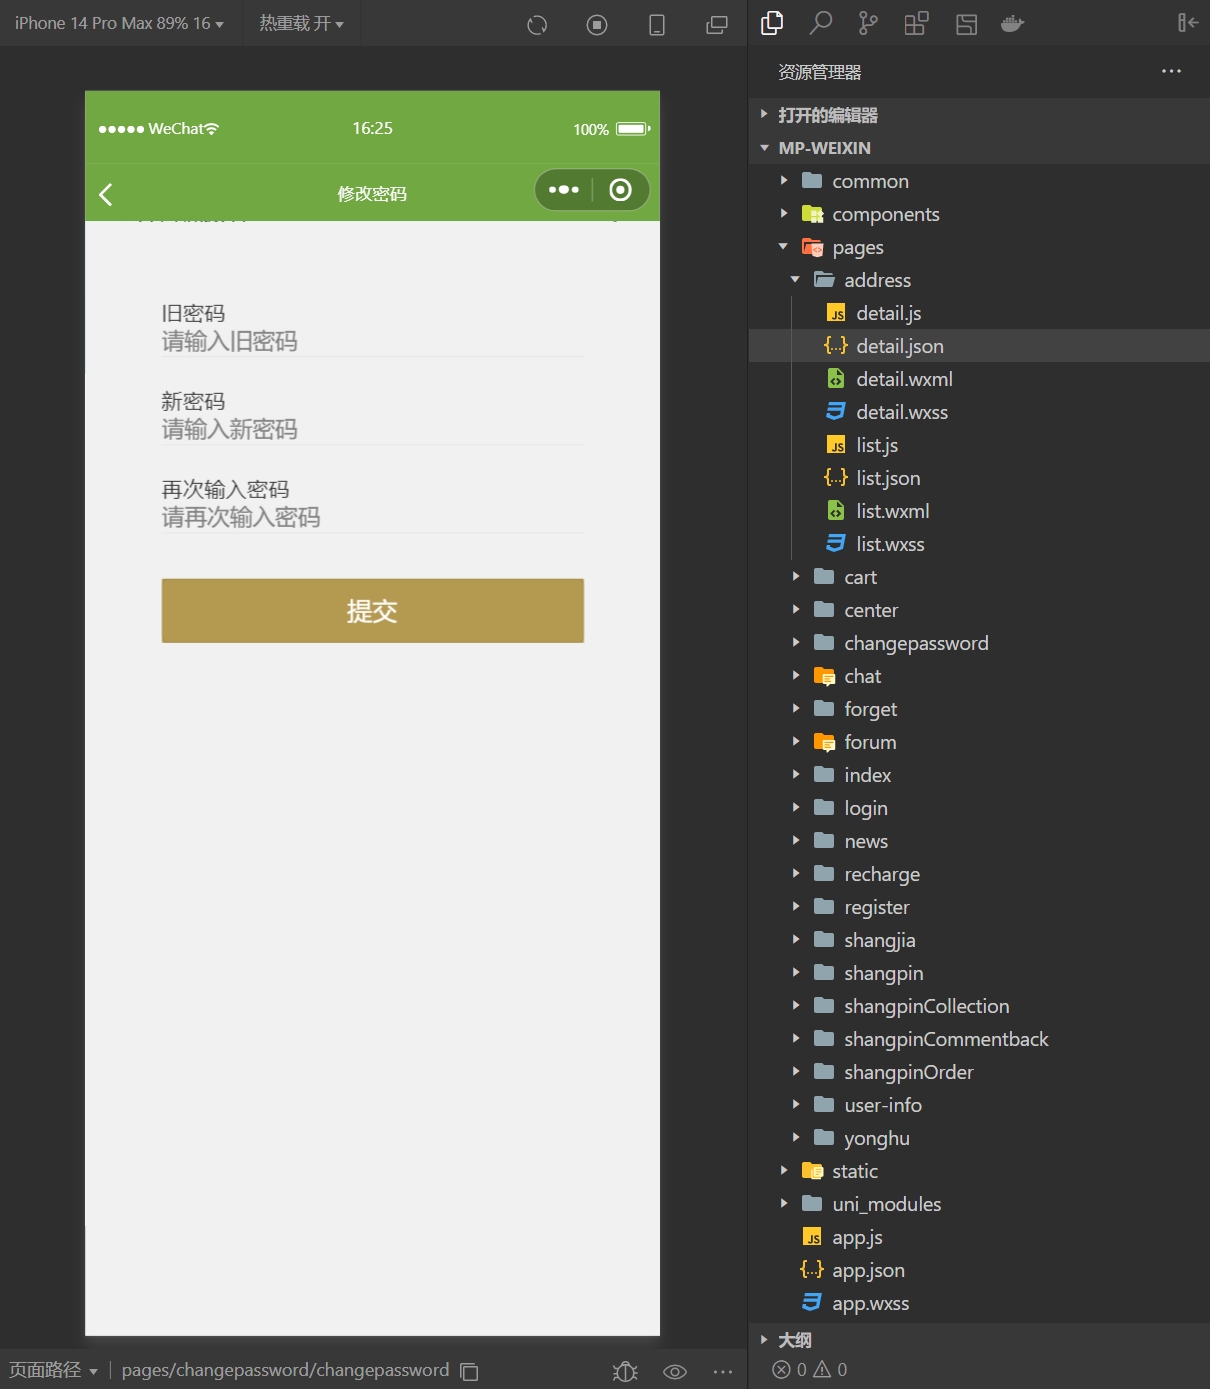 iPhone 14 Pro Max 89% 16
热重载 开
WeChat
16:25
100%
修改密码
旧密码
请输入旧密码
新密码
请输入新密码
再次输入密码
请再次输入密码
提交
页面路径
pages/changepassword/changepassword
资源管理器
打开的编辑器
MP-WEIXIN
common
components
pages
address
detail.js
detail.json
detail.wxml
detail.wxss
list.js
list.json
list.wxml
list.wxss
cart
center
changepassword
chat
forget
forum
index
login
news
recharge
register
shangjia
shangpin
shangpinCollection
shangpinCommentback
shangpinOrder
user-info
yonghu
static
uni_modules
app.js
app.json
app.wxss
大纲
0 0